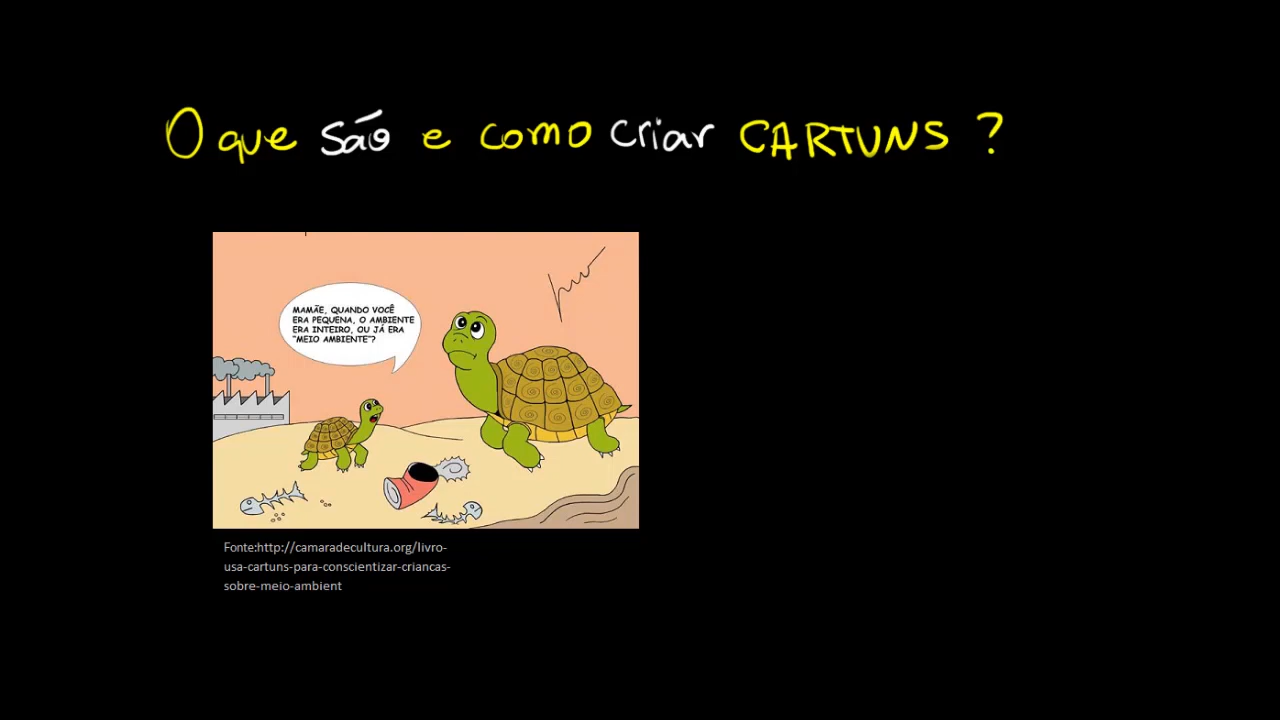 O que são e como criar CARTUNS ?
MAMÃE, QUANDO VOCÊ
ERA PEQUENA, O AMBIENTE
ERA INTEIRO, OU JÁ ERA
"MEIO AMBIENTE"?
Fonte:http://camaradecultura.org/livro-
usa-cartuns-para-conscientizar-criancas-
sobre-meio-ambient